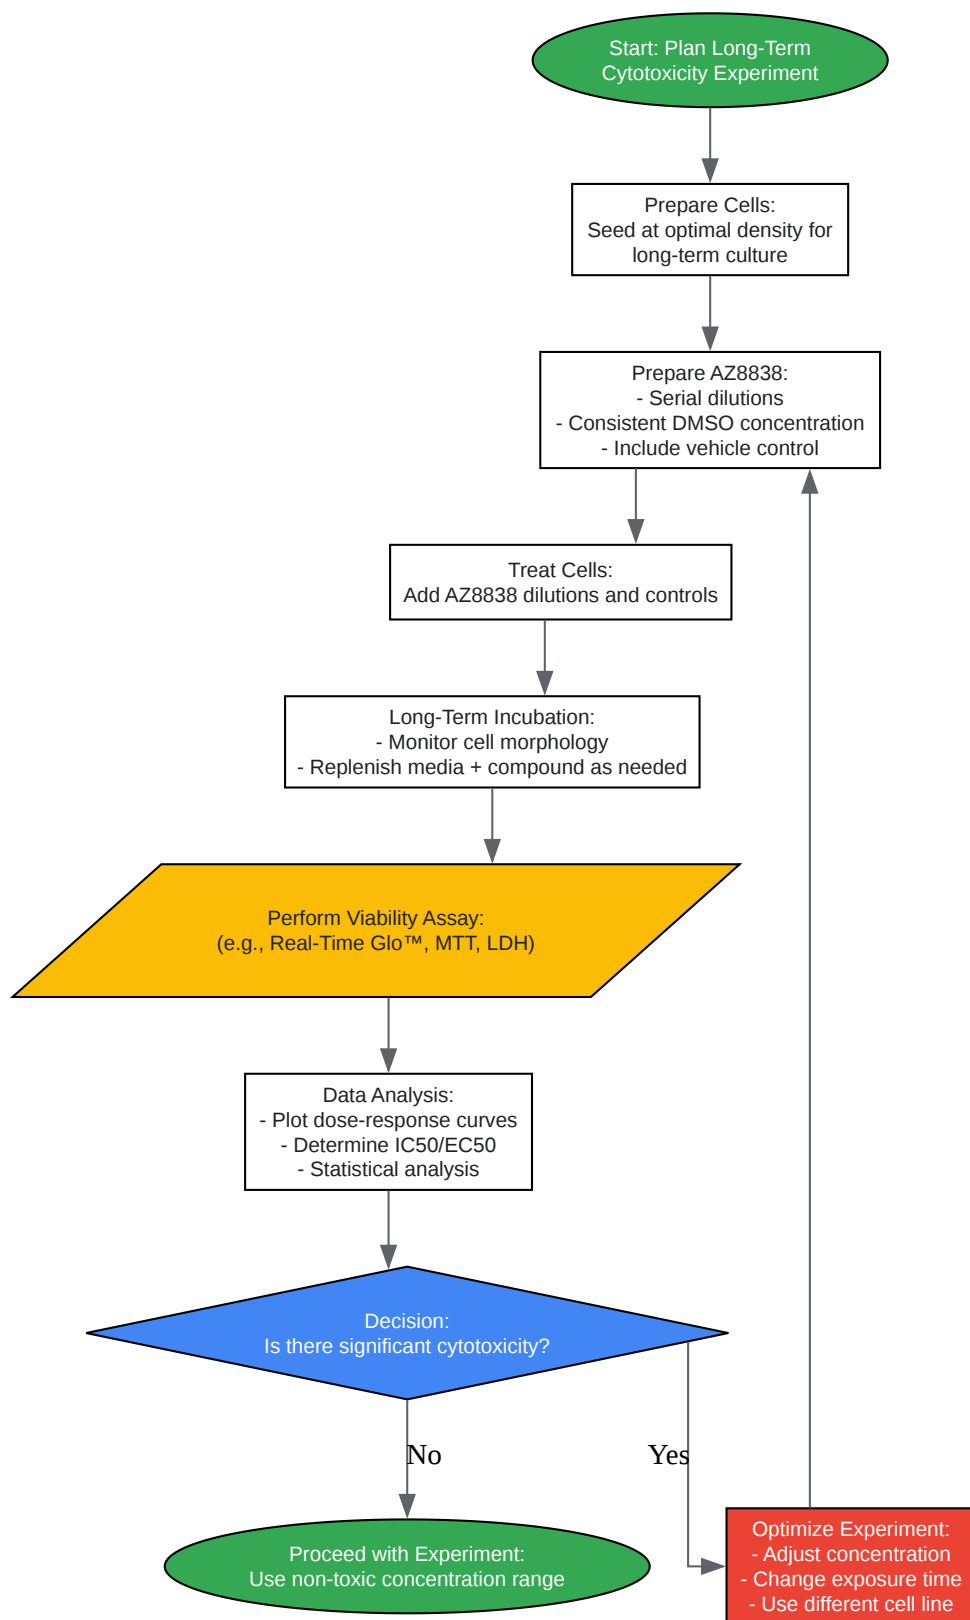 Start: Plan Long-Term
Cytotoxicity Experiment
Prepare Cells:
Seed at optimal density for
long-term culture
Prepare AZ8838:
- Serial dilutions
- Consistent DMSO concentration
- Include vehicle control
Treat Cells:
Add AZ8838 dilutions and controls
Long-Term Incubation:
- Monitor cell morphology
- Replenish media + compound as needed
Perform Viability Assay:
(e.g., Real-Time Glo™, MTT, LDH)
Data Analysis:
- Plot dose-response curves
- Determine IC50/EC50
- Statistical analysis
Decision:
Is there significant cytotoxicity?
No
Yes
Proceed with Experiment:
Use non-toxic concentration range
Optimize Experiment:
- Adjust concentration
- Change exposure time
- Use different cell line